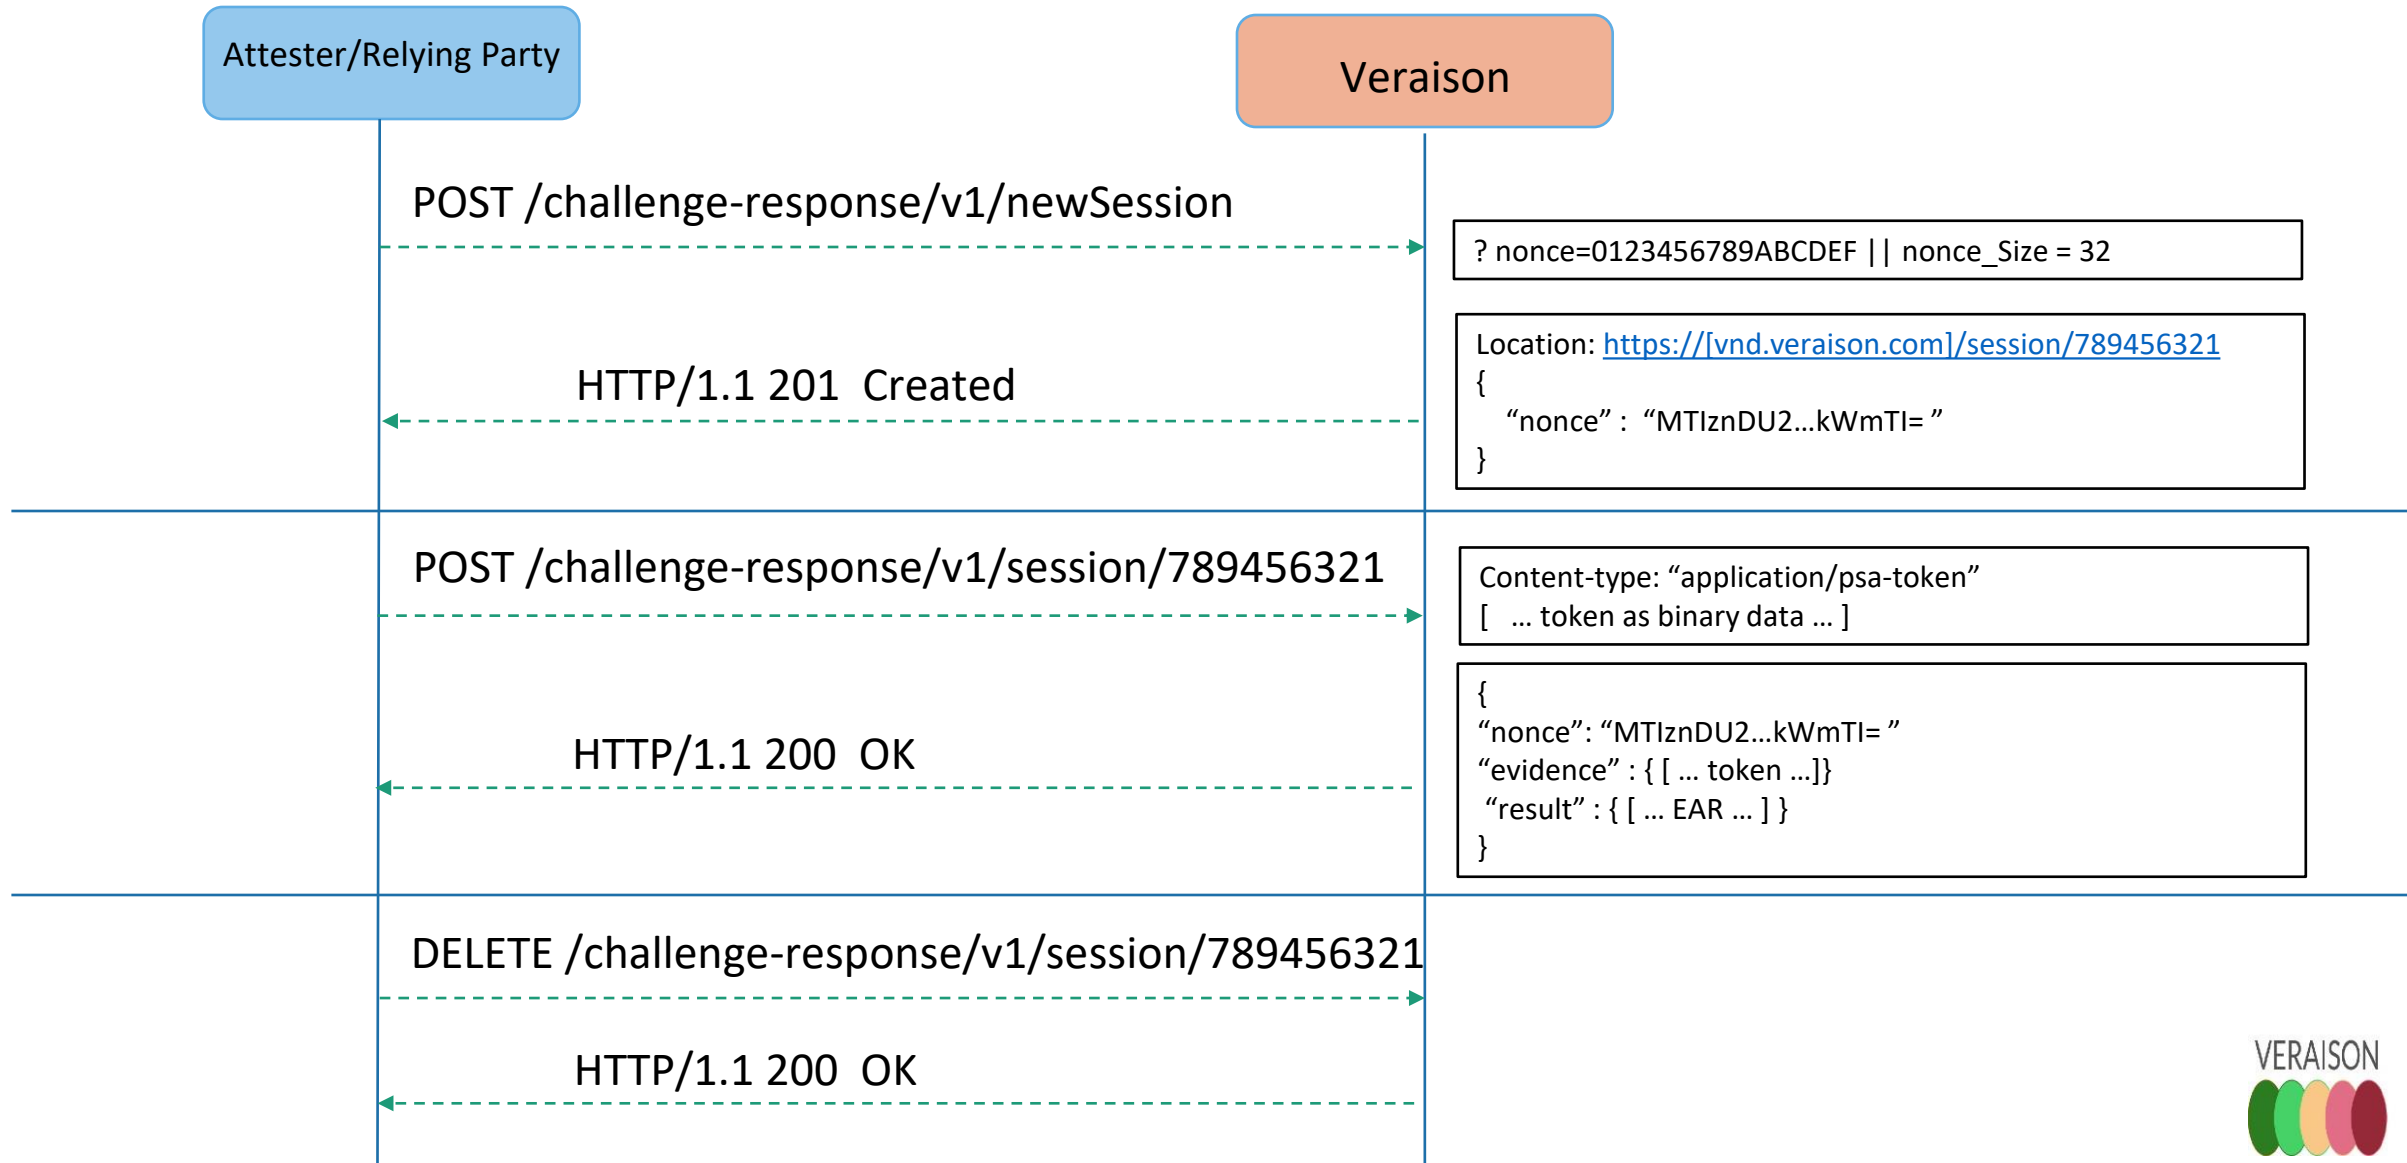 Attester/Relying Party
Veraison
POST /challenge-response/v1/newSession
? nonce=0123456789ABCDEF || nonce_Size = 32
HTTP/1.1 201  Created
Location: https://[vnd.veraison.com]/session/789456321
{
“nonce” :  “MTIznDU2...kWmTI= ”
}
POST /challenge-response/v1/session/789456321
Content-type: “application/psa-token”
[   ... token as binary data ... ]
HTTP/1.1 200  OK
{
“nonce”: “MTIznDU2...kWmTI= ”
“evidence” : { [ ... token ...]}
“result” : { [ ... EAR ... ] }
}
DELETE /challenge-response/v1/session/789456321
HTTP/1.1 200  OK
VERAISON